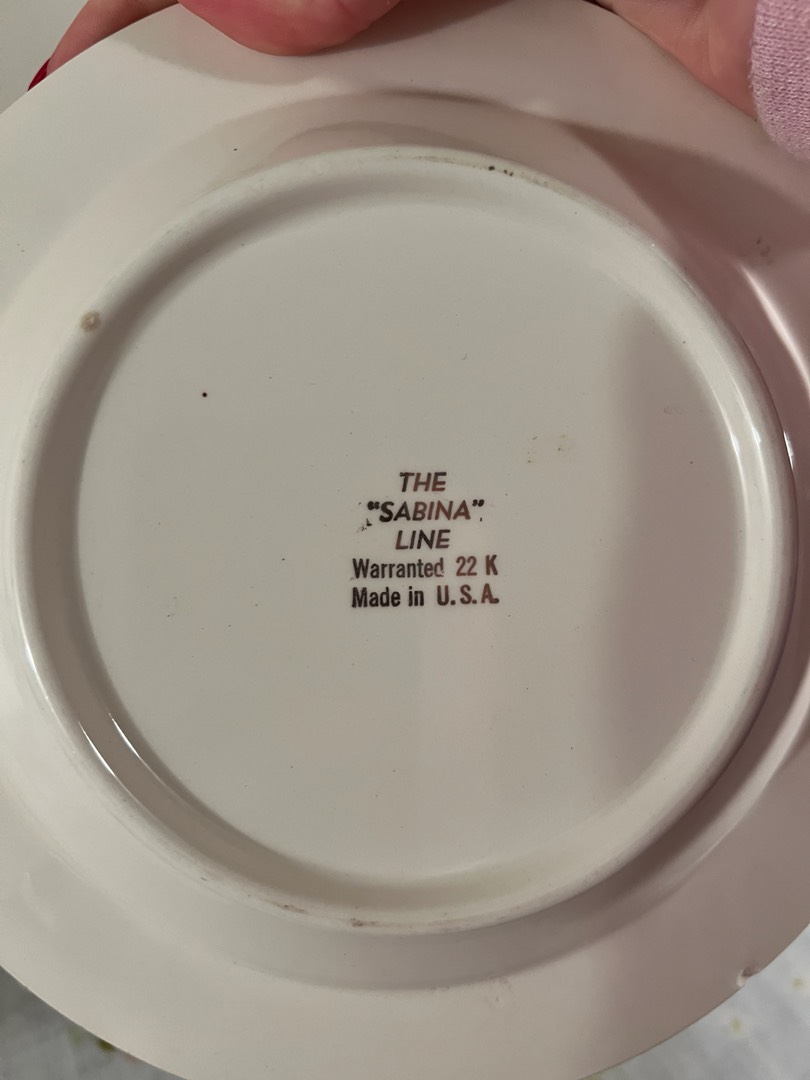 THE
"SABINA"
LINE
Warranted 22 K
Made in U.S.A.